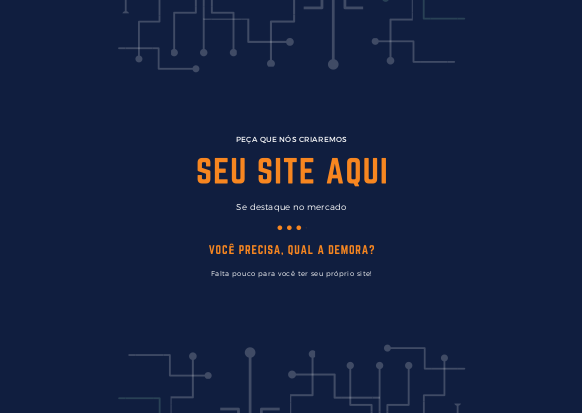 PEÇA QUE NÓS CRIAREMOS
SEU SITE AQUI
Se destaque no mercado
VOCÊ PRECISA, QUAL A DEMORA?
Falta pouco para você ter seu próprio site!